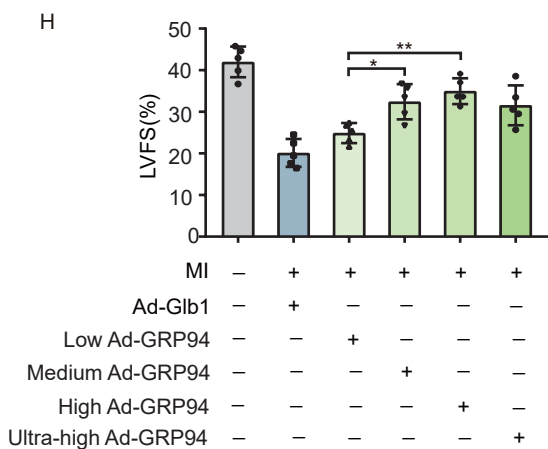 H
50
40
30
20
10
0
LVFS(%)
**
*
MI – + + + + +
Ad-Glb1 – + – – – –
Low Ad-GRP94 – – + – – –
Medium Ad-GRP94 – – – + – –
High Ad-GRP94 – – – – + –
Ultra-high Ad-GRP94 – – – – – +